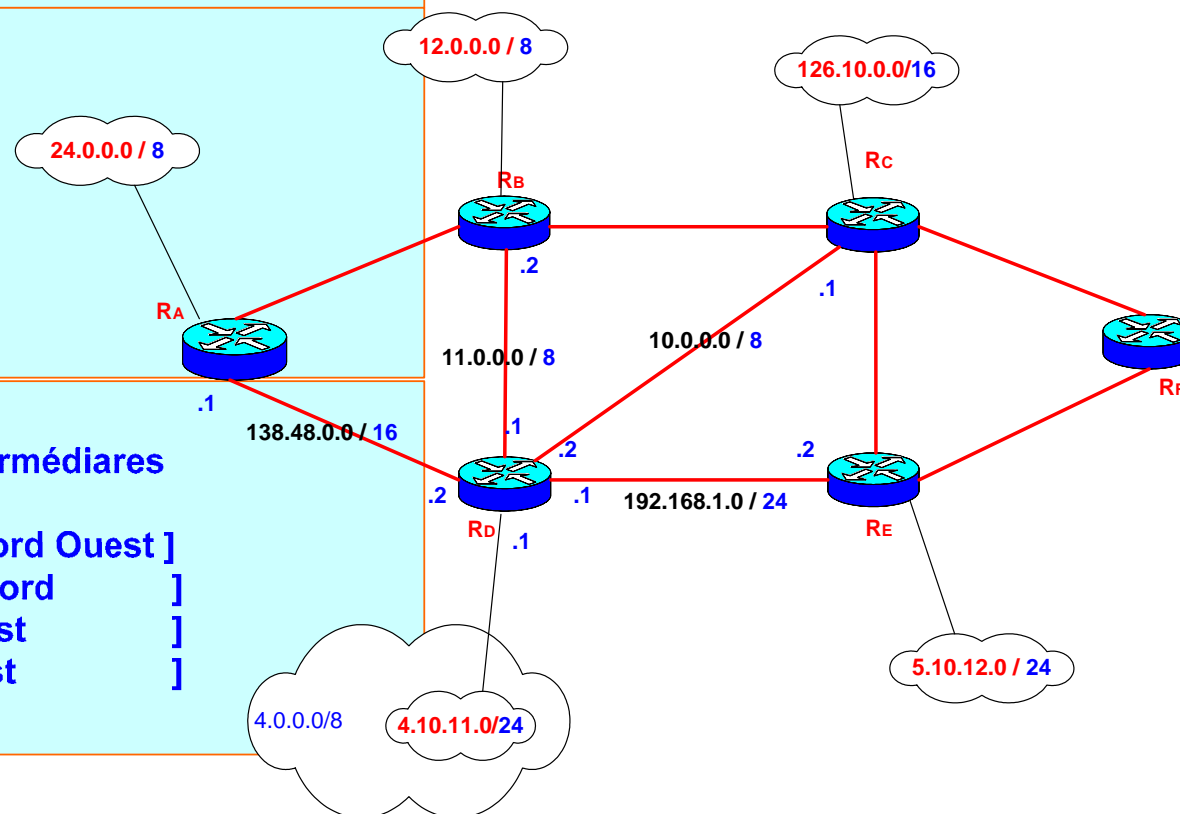 12.0.0.0 / 8
126.10.0.0/16
24.0.0.0 / 8
RC
RB
.2
.1
RA
11.0.0.0 / 8
10.0.0.0 / 8
.1
138.48.0.0 / 16
.1
.2
.2
ermédiares
.2
.1
192.168.1.0 / 24
RD
.1
RE
ord Ouest ]
ord ]
st ]
st ]
5.10.12.0 / 24
4.0.0.0/8
4.10.11.0/24